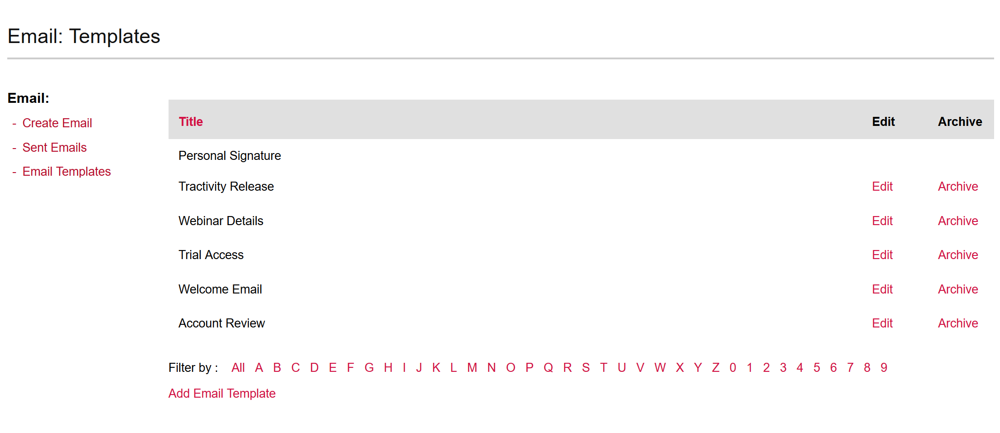 Email: Templates
Email:
- Create Email
- Sent Emails
- Email Templates
Title Edit Archive
Personal Signature
Tractivity Release Edit Archive
Webinar Details Edit Archive
Trial Access Edit Archive
Welcome Email Edit Archive
Account Review Edit Archive
Filter by : All A B C D E F G H I J K L M N O P Q R S T U V W X Y Z 0 1 2 3 4 5 6 7 8 9
Add Email Template